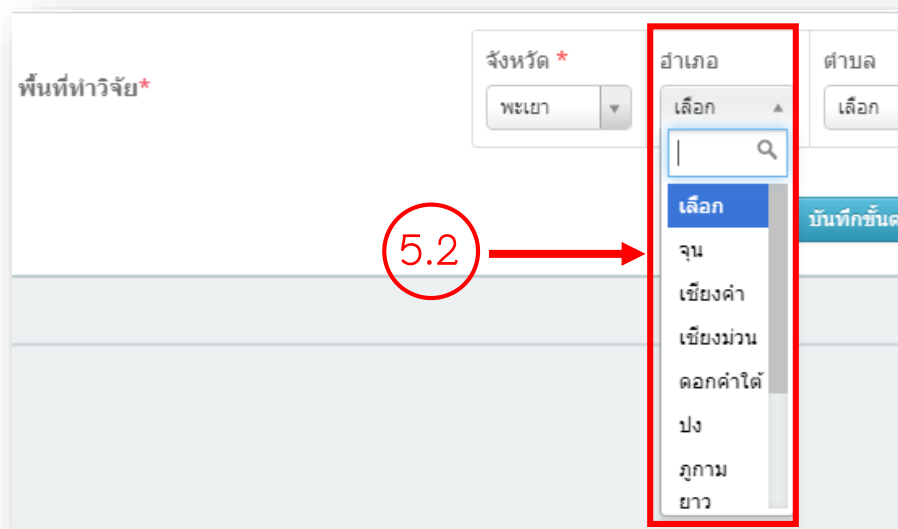 พื้นที่ทำวิจัย*
จังหวัด * อำเภอ ตำบล
พะเยา เลือก เลือก
เลือก
บันทึกชั้นด
5.2
จุน
เชียงคำ
เชียงม่วน
ดอกคำใต้
ปง
ภูกาม
ยาว